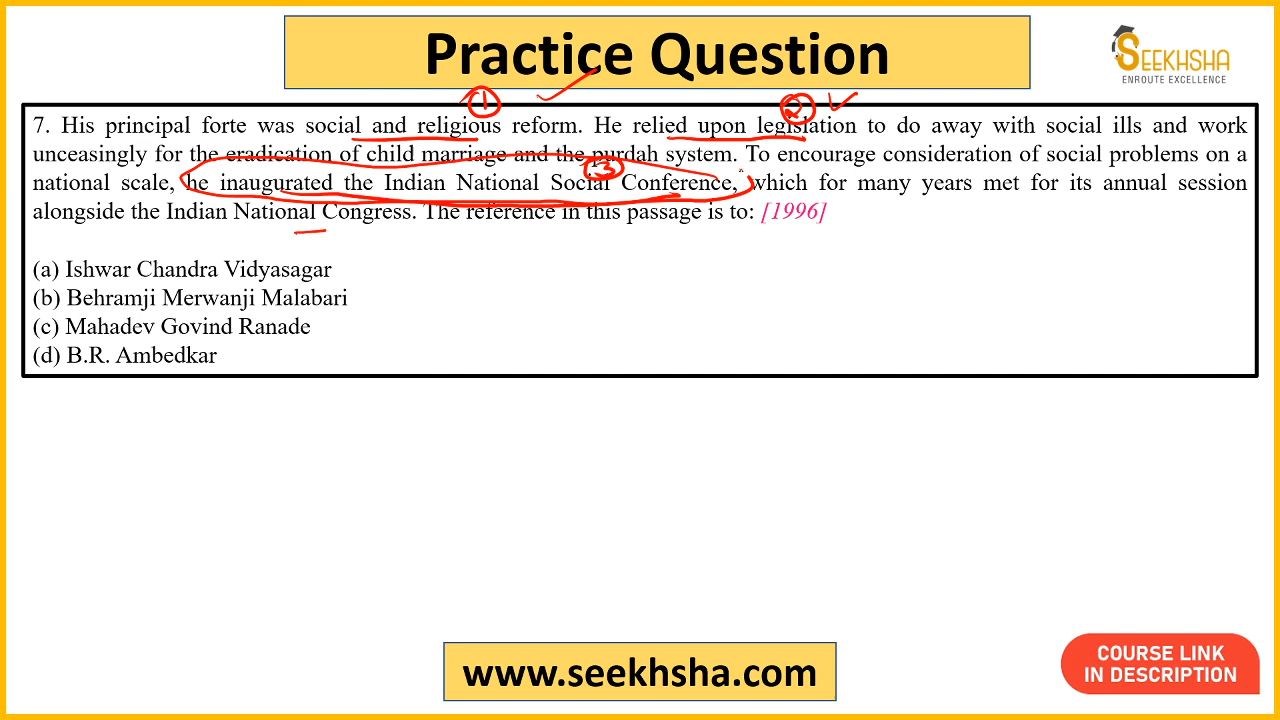 Practice Question
SEEKHSHA
ENROUTE EXCELLENCE
1
2
7. His principal forte was social and religious reform. He relied upon legislation to do away with social ills and work
unceasingly for the eradication of child marriage and the purdah system. To encourage consideration of social problems on a
3
national scale, he inaugurated the Indian National Social Conference, which for many years met for its annual session
alongside the Indian National Congress. The reference in this passage is to: [1996]
(a) Ishwar Chandra Vidyasagar
(b) Behramji Merwanji Malabari
(c) Mahadev Govind Ranade
(d) B.R. Ambedkar
www.seekhsha.com
COURSE LINK
IN DESCRIPTION